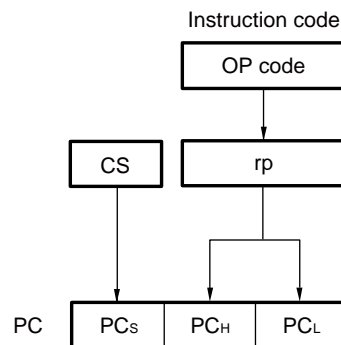 Instruction code
OP code
CS
rp
PC
PCS
PCH
PCL